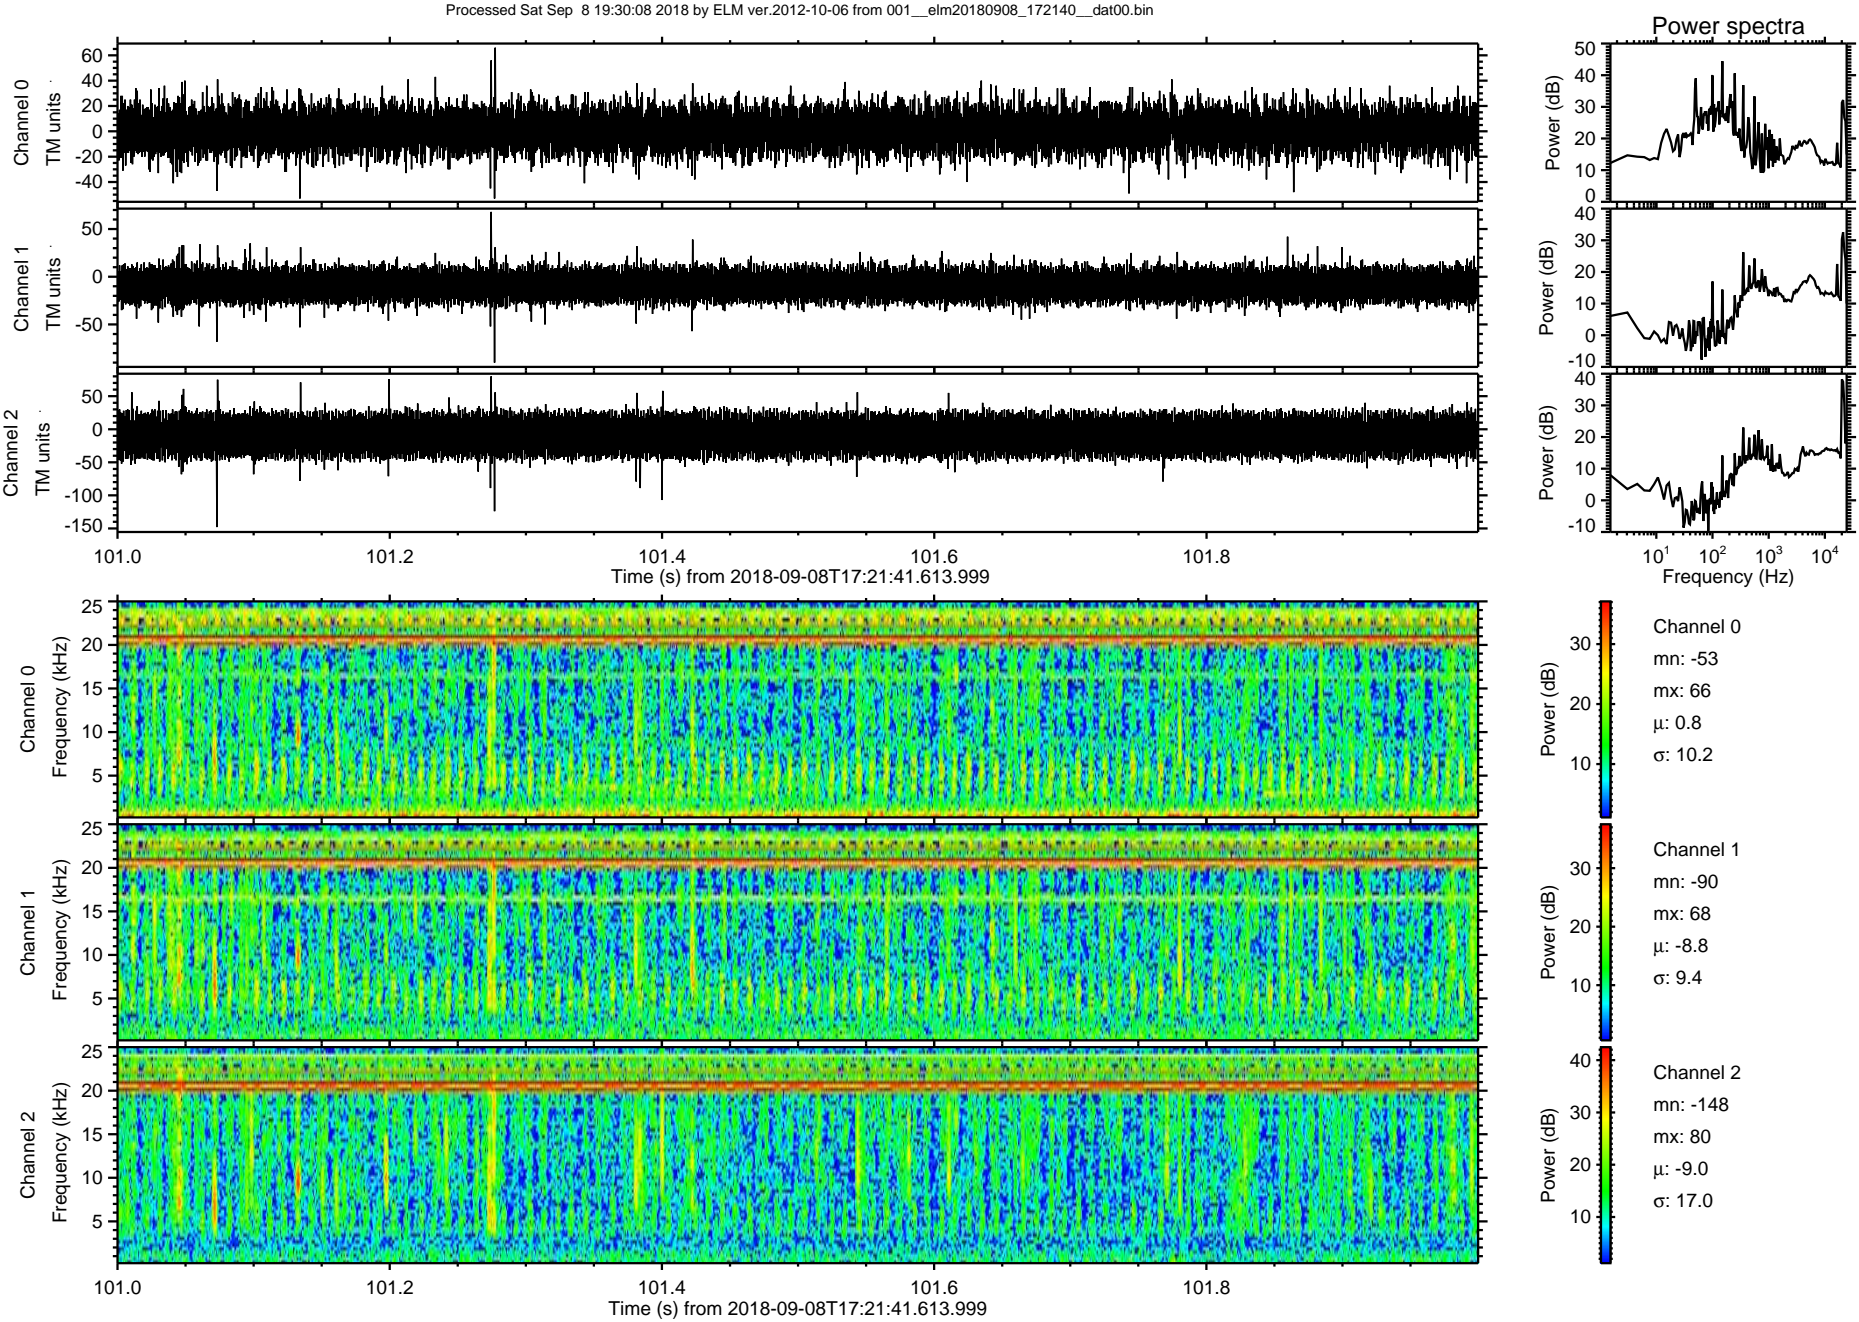 Processed Sat Sep  8 19:30:08 2018 by ELM ver.2012-10-06 from 001__elm20180908_172140__dat00.bin
Power spectra
Channel 0
TM units
60
40
20
0
-20
-40
Power (dB)
50
40
30
20
10
0
Channel 1
TM units
50
0
-50
Power (dB)
40
30
20
10
0
-10
Channel 2
TM units
50
0
-50
-100
-150
Power (dB)
40
30
20
10
0
-10
101.0 101.2 101.4 101.6 101.8
Time (s) from 2018-09-08T17:21:41.613.999
10¹ 10² 10³ 10⁴
Frequency (Hz)
Channel 0
Frequency (kHz)
25
20
15
10
5
Power (dB)
30
20
10
Channel 0
mn: -53
mx: 66
μ: 0.8
σ: 10.2
Channel 1
Frequency (kHz)
25
20
15
10
5
Power (dB)
30
20
10
Channel 1
mn: -90
mx: 68
μ: -8.8
σ: 9.4
Channel 2
Frequency (kHz)
25
20
15
10
5
Power (dB)
40
30
20
10
Channel 2
mn: -148
mx: 80
μ: -9.0
σ: 17.0
101.0 101.2 101.4 101.6 101.8
Time (s) from 2018-09-08T17:21:41.613.999